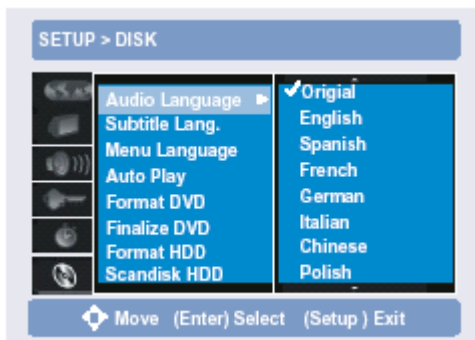 SETUP > DISK
Audio Language
Subtitle Lang.
Menu Language
Auto Play
Format DVD
Finalize DVD
Format HDD
Scandisk HDD
Origial
English
Spanish
French
German
Italian
Chinese
Polish
Move (Enter) Select (Setup ) Exit